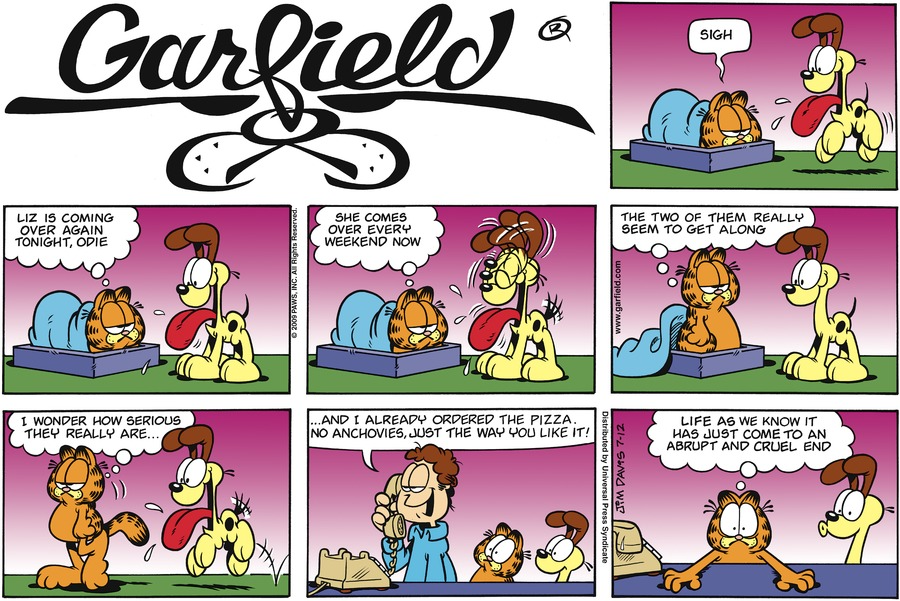 Garfield
®
SIGH
LIZ IS COMING
OVER AGAIN
TONIGHT, ODIE
© 2009 PAWS, INC. All Rights Reserved.
SHE COMES
OVER EVERY
WEEKEND NOW
THE TWO OF THEM REALLY
SEEM TO GET ALONG
www.garfield.com
I WONDER HOW SERIOUS
THEY REALLY ARE...
...AND I ALREADY ORDERED THE PIZZA.
NO ANCHOVIES, JUST THE WAY YOU LIKE IT!
Distributed by Universal Press Syndicate
JIM DAVIS 7-12
LIFE AS WE KNOW IT
HAS JUST COME TO AN
ABRUPT AND CRUEL END